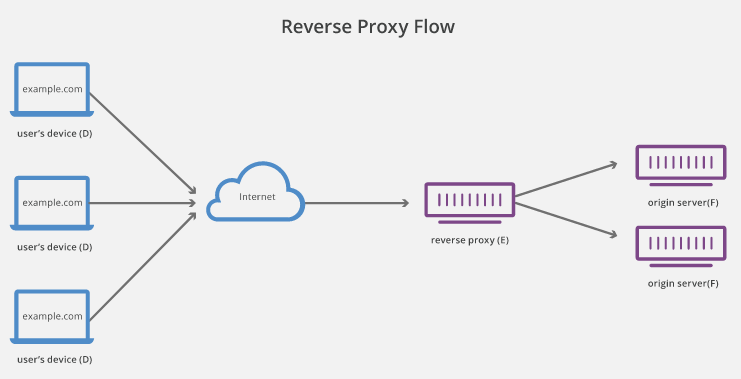 Reverse Proxy Flow
example.com
user's device (D)
example.com
user's device (D)
example.com
user's device (D)
Internet
reverse proxy (E)
origin server(F)
origin server(F)